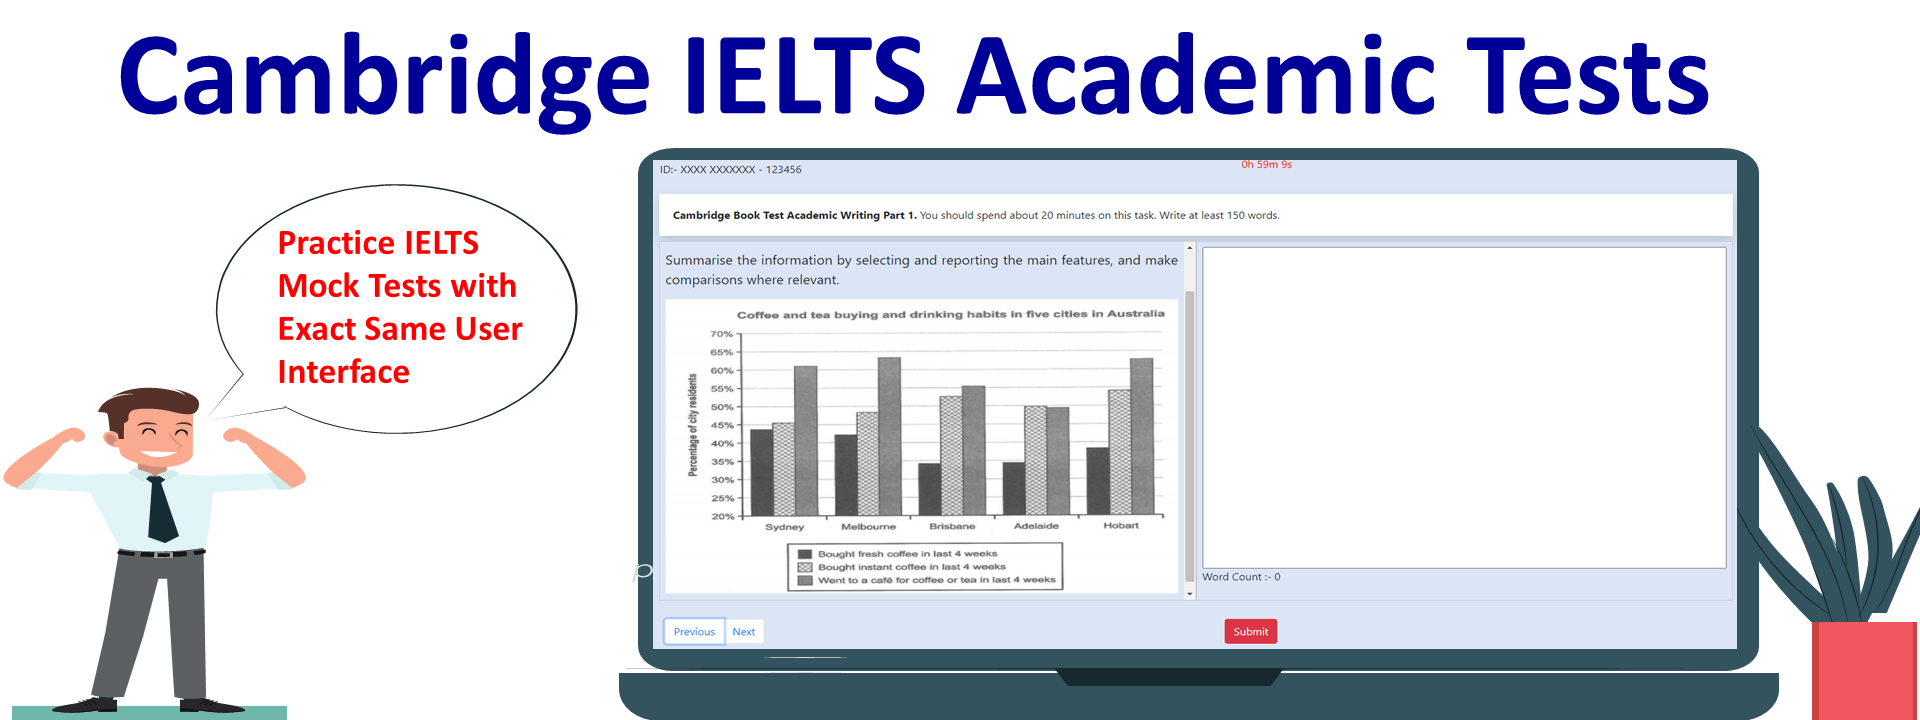 Cambridge IELTS Academic Tests
Practice IELTS
Mock Tests with
Exact Same User
Interface
ID:- XXXX XXXXXXX - 123456
0h 59m 9s
Cambridge Book Test Academic Writing Part 1. You should spend about 20 minutes on this task. Write at least 150 words.
Summarise the information by selecting and reporting the main features, and make
comparisons where relevant.
Coffee and tea buying and drinking habits in five cities in Australia
Percentage of city residents
70%
65%
60%
55%
50%
45%
40%
35%
30%
25%
20%
Sydney Melbourne Brisbane Adelaide Hobart
Bought fresh coffee in last 4 weeks
Bought instant coffee in last 4 weeks
Went to a café for coffee or tea in last 4 weeks
Word Count :- 0
Previous Next
Submit